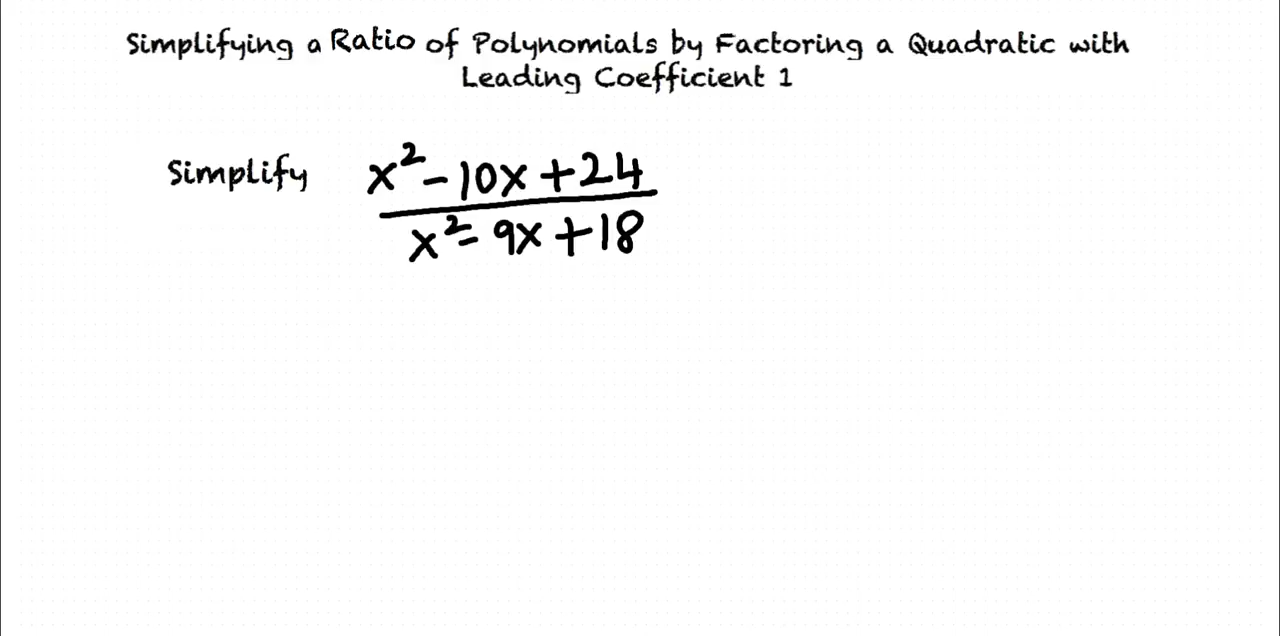 Simplifying a Ratio of Polynomials by Factoring a Quadratic with
Leading Coefficient 1
Simplify x² - 10x + 24
x² - 9x + 18